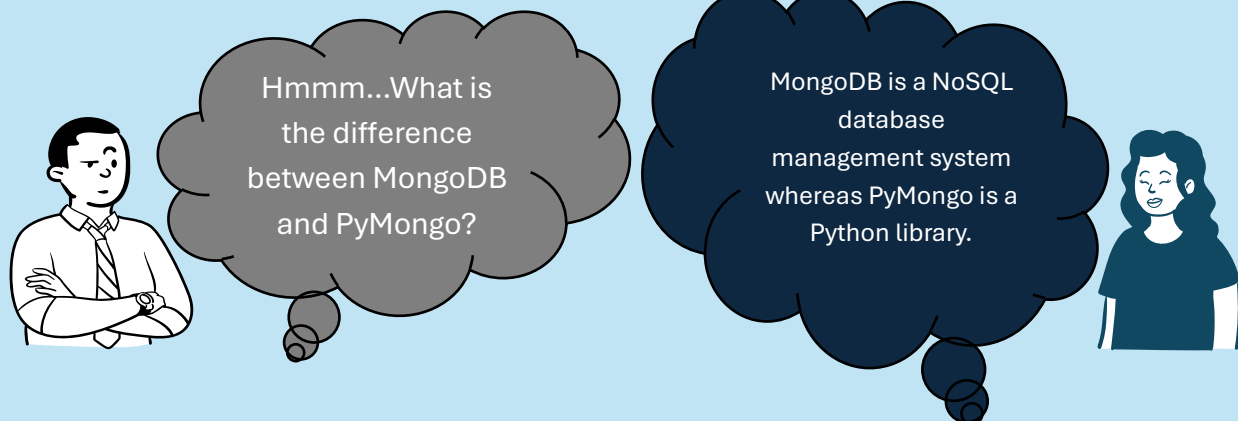 Hmmm...What is
the difference
between MongoDB
and PyMongo?
MongoDB is a NoSQL
database
management system
whereas PyMongo is a
Python library.